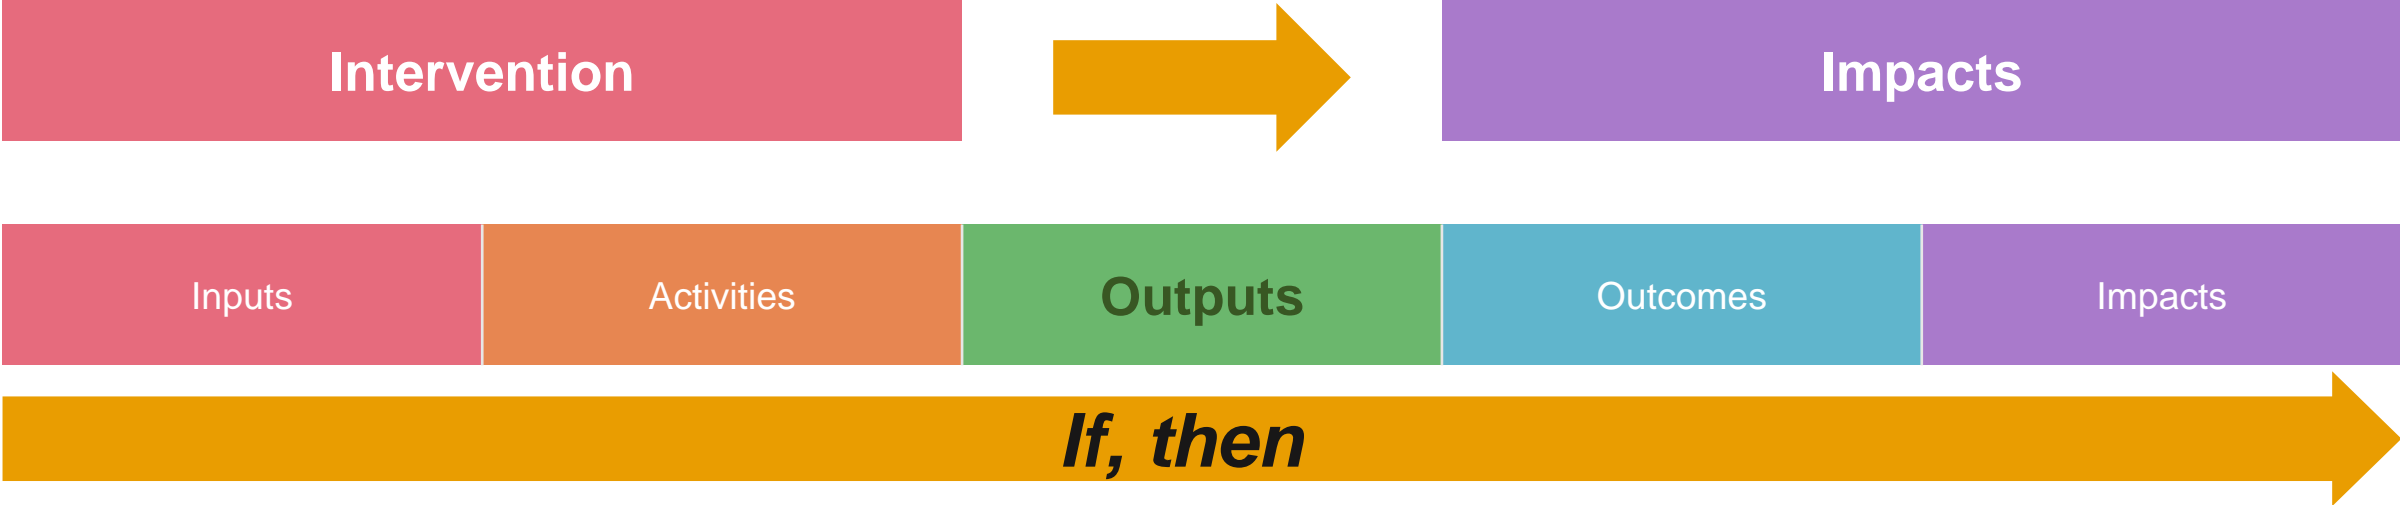 Intervention
Impacts
Inputs
Activities
Outputs
Outcomes
Impacts
If, then